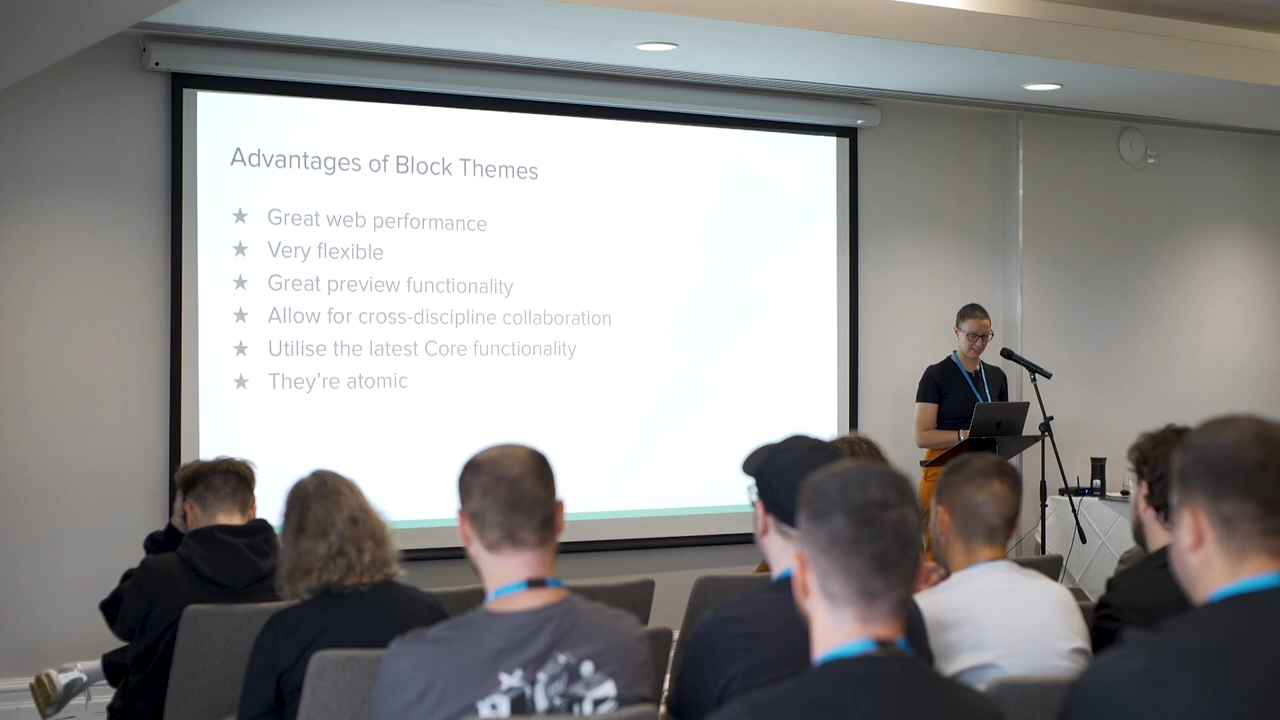 Advantages of Block Themes
★ Great web performance
★ Very flexible
★ Great preview functionality
★ Allow for cross-discipline collaboration
★ Utilise the latest Core functionality
★ They're atomic